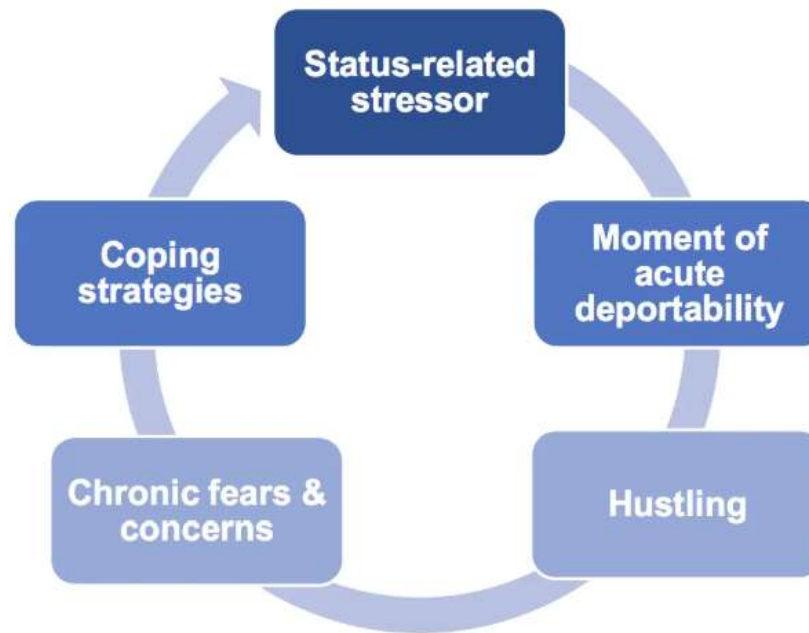 Status-related
stressor
Moment of
acute
deportability
Hustling
Chronic fears &
concerns
Coping
strategies